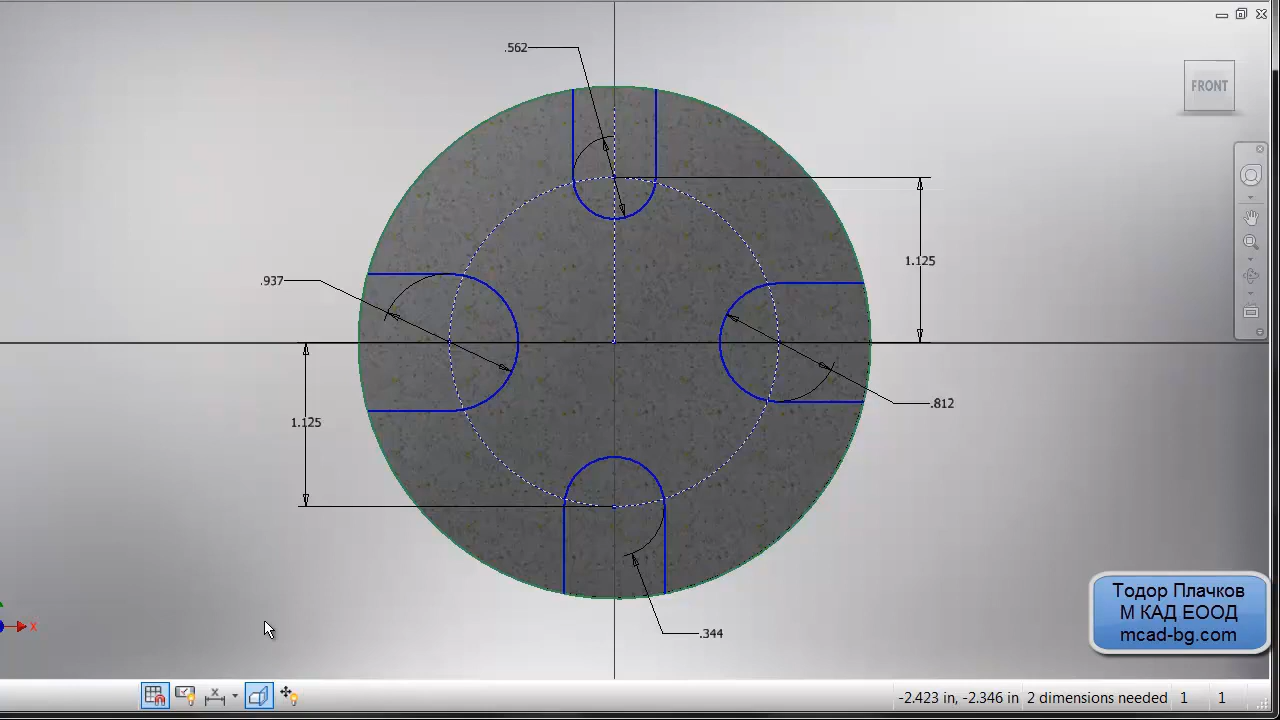 .562
FRONT
1.125
.937
.812
1.125
.344
X
Тодор Плачков
М КАД ЕООД
mcad-bg.com
-2.423 in, -2.346 in 2 dimensions needed 1 1